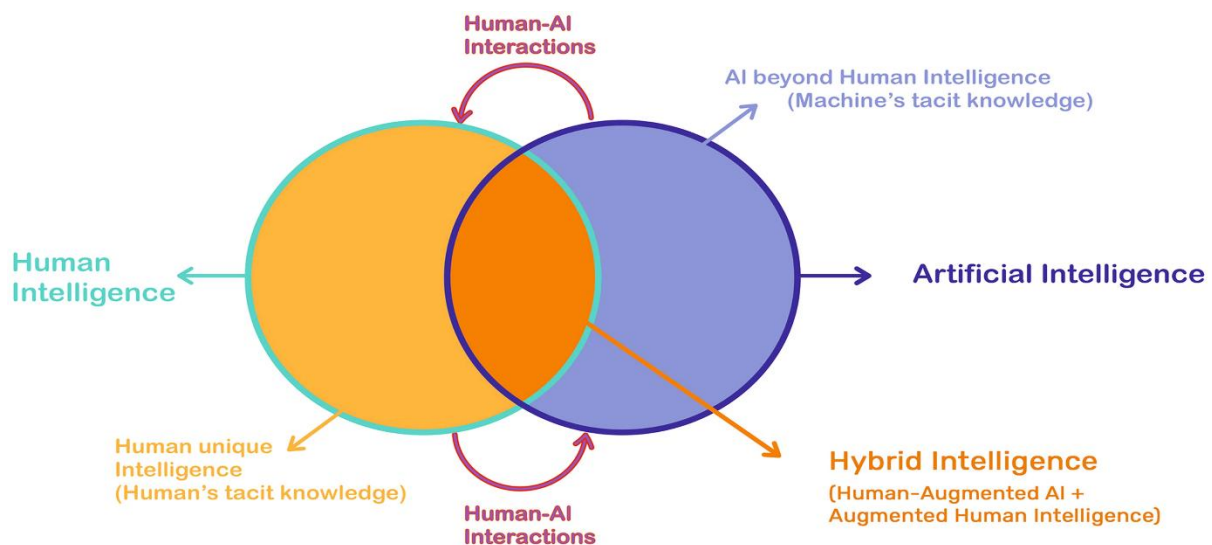 Human-AI
Interactions
AI beyond Human Intelligence
(Machine's tacit knowledge)
Human
Intelligence
Artificial Intelligence
Human unique
Intelligence
(Human's tacit knowledge)
Hybrid Intelligence
(Human-Augmented AI +
Augmented Human Intelligence)
Human-AI
Interactions